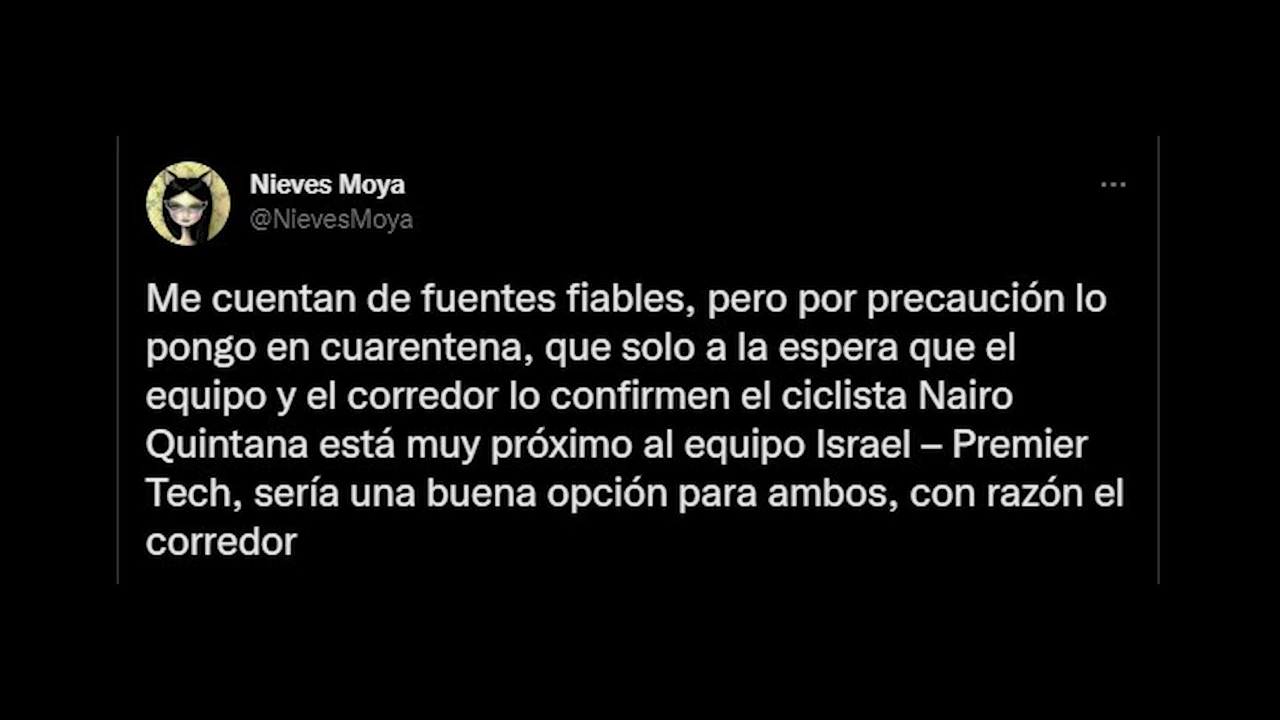 Nieves Moya
@NievesMoya
Me cuentan de fuentes fiables, pero por precaución lo
pongo en cuarentena, que solo a la espera que el
equipo y el corredor lo confirmen el ciclista Nairo
Quintana está muy próximo al equipo Israel – Premier
Tech, sería una buena opción para ambos, con razón el
corredor